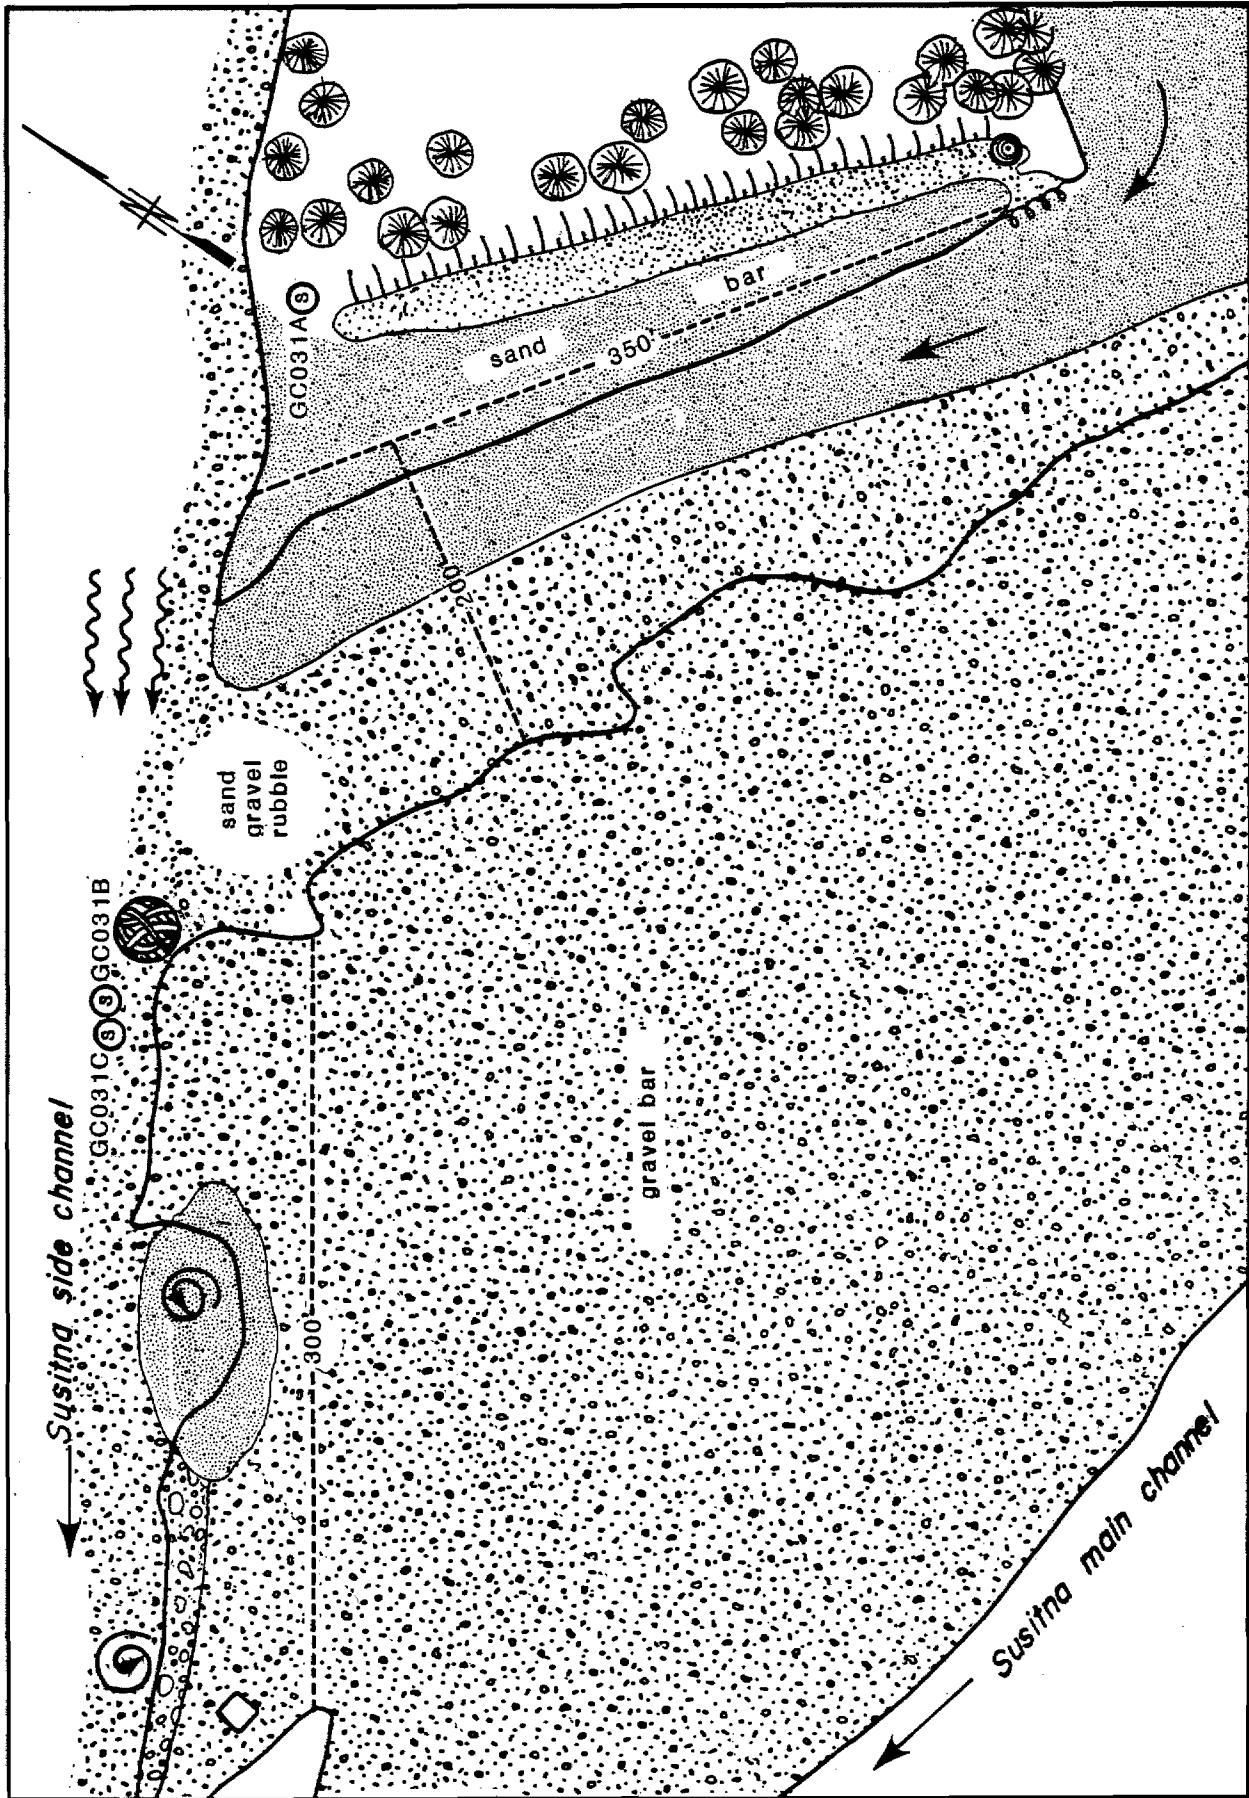 GC031A Ⓢ
sand
bar
350'
200'
sand
gravel
rubble
GC031C Ⓢ Ⓢ GC031B
Susitna side channel
gravel bar
300'
Susitna main channel